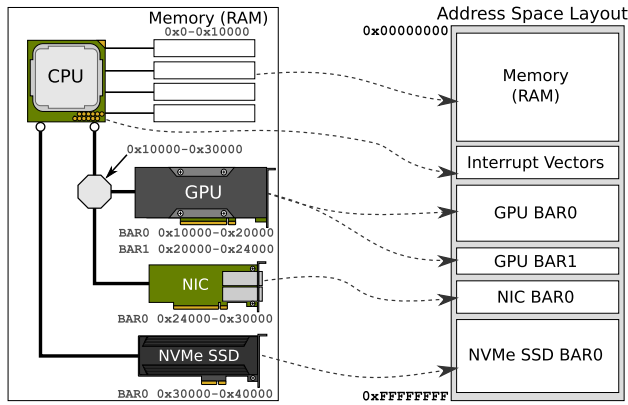 Memory (RAM)
0x0-0x10000
CPU
0x10000-0x30000
GPU
BAR0 0x10000-0x20000
BAR1 0x20000-0x24000
NIC
BAR0 0x24000-0x30000
NVMe SSD
BAR0 0x30000-0x40000
Address Space Layout
0x00000000
Memory
(RAM)
Interrupt Vectors
GPU BAR0
GPU BAR1
NIC BAR0
NVMe SSD BAR0
0xFFFFFFFF